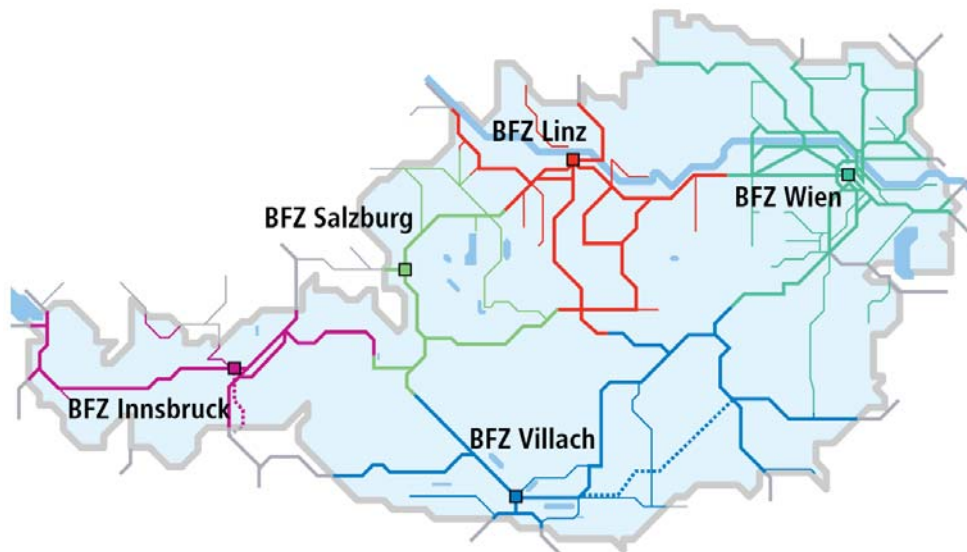 BFZ Linz
BFZ Wien
BFZ Salzburg
BFZ Innsbruck
BFZ Villach